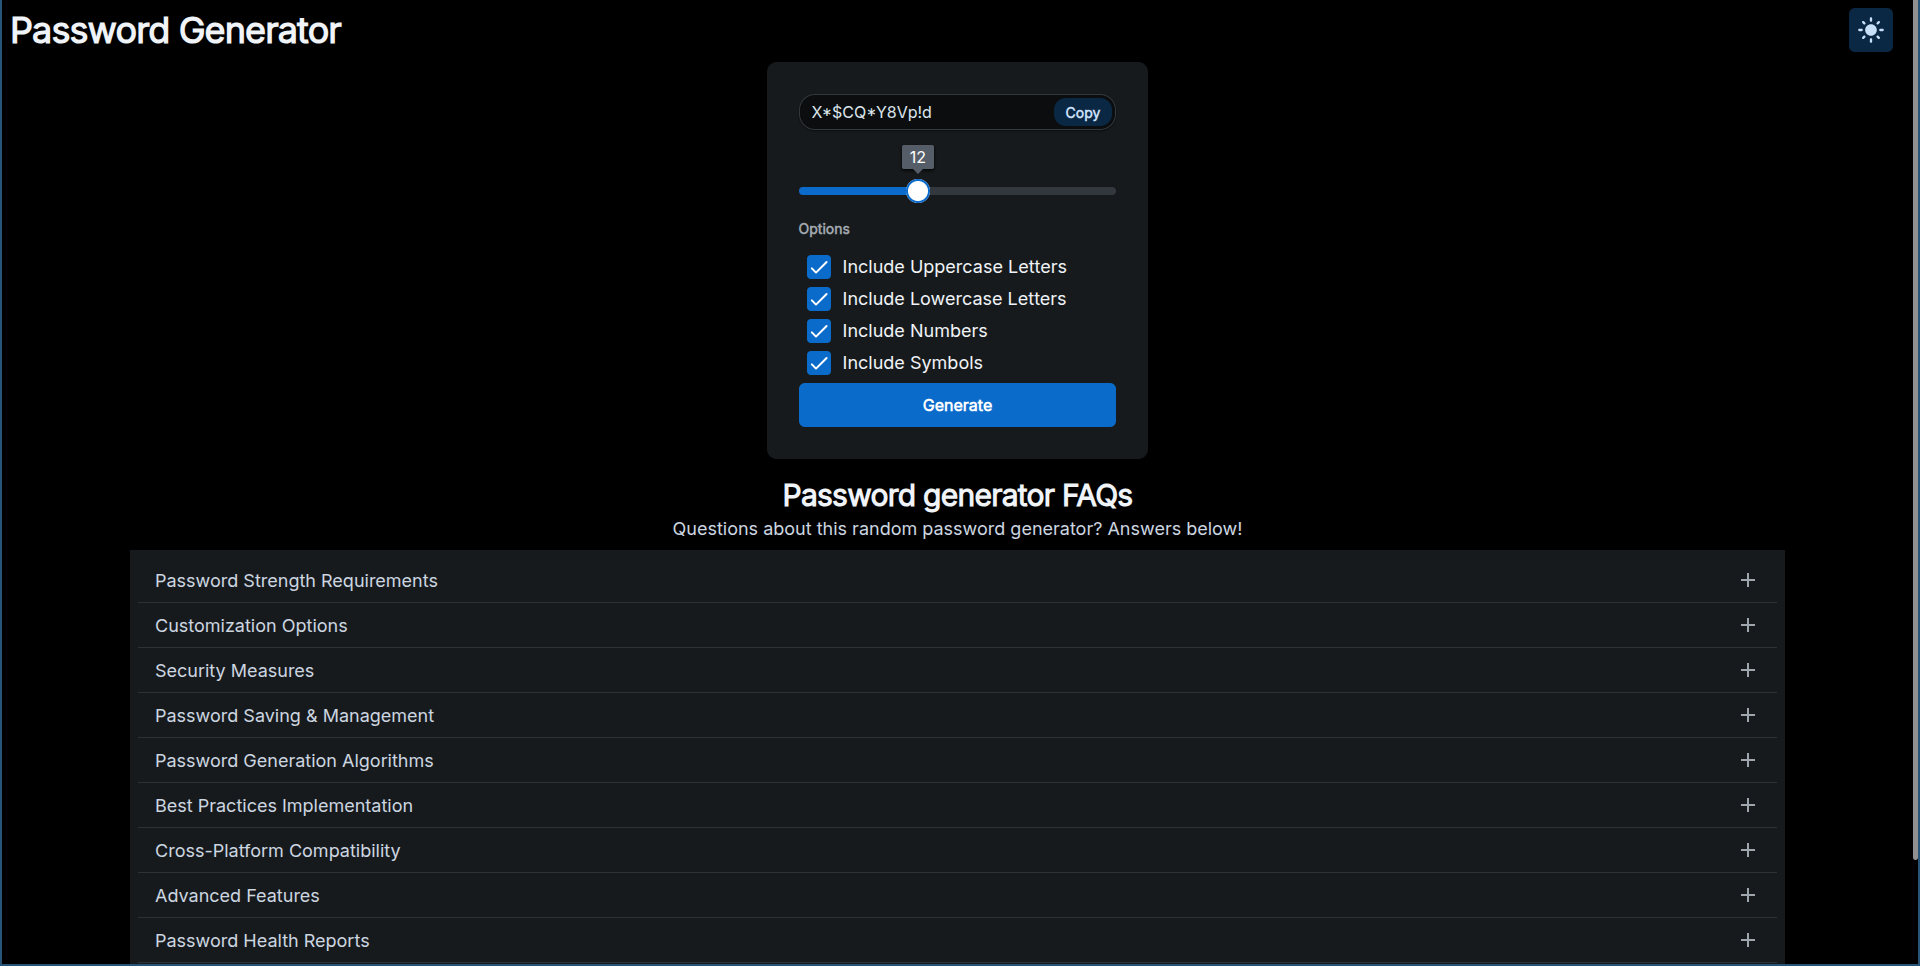 Password Generator
X*$CQ*Y8Vp!d
Copy
12
Options
Include Uppercase Letters
Include Lowercase Letters
Include Numbers
Include Symbols
Generate
Password generator FAQs
Questions about this random password generator? Answers below!
Password Strength Requirements
Customization Options
Security Measures
Password Saving & Management
Password Generation Algorithms
Best Practices Implementation
Cross-Platform Compatibility
Advanced Features
Password Health Reports